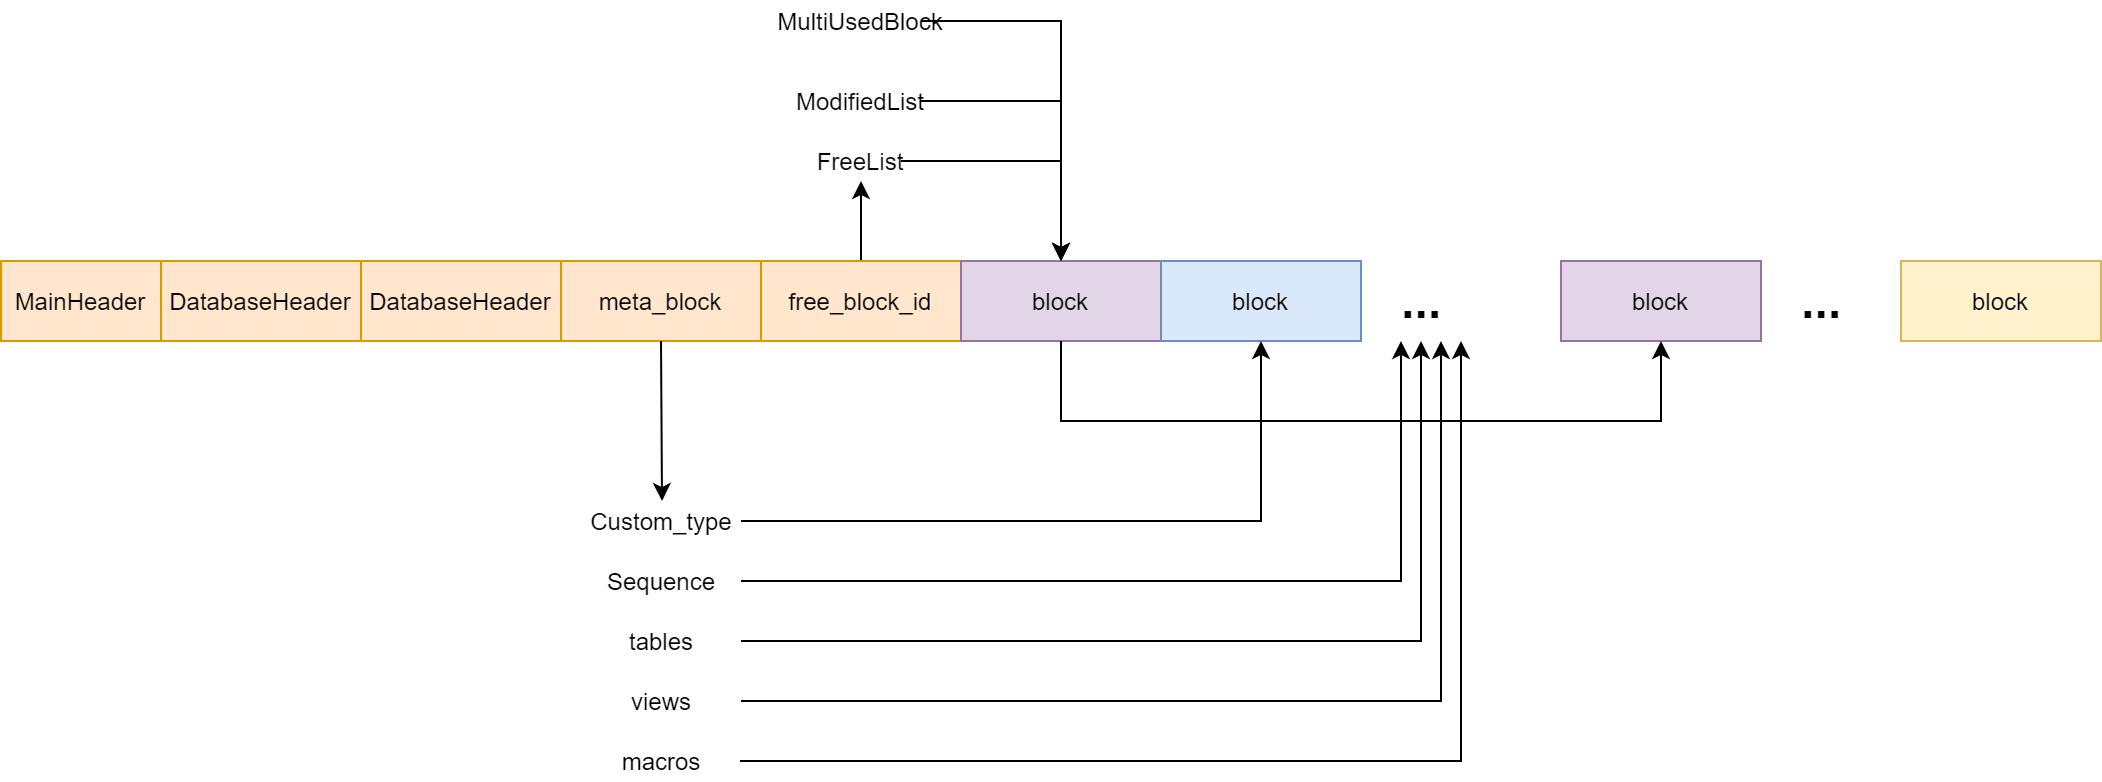 MultiUsedBlock
ModifiedList
FreeList
MainHeader DatabaseHeader DatabaseHeader meta_block free_block_id block block ... block ... block
Custom_type
Sequence
tables
views
macros